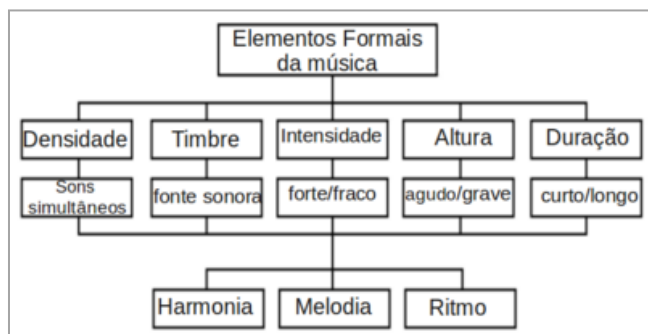 Elementos Formais
da música
Densidade
Timbre
Intensidade
Altura
Duração
Sons
simultâneos
fonte sonora
forte/fraco
agudo/grave
curto/longo
Harmonia
Melodia
Ritmo